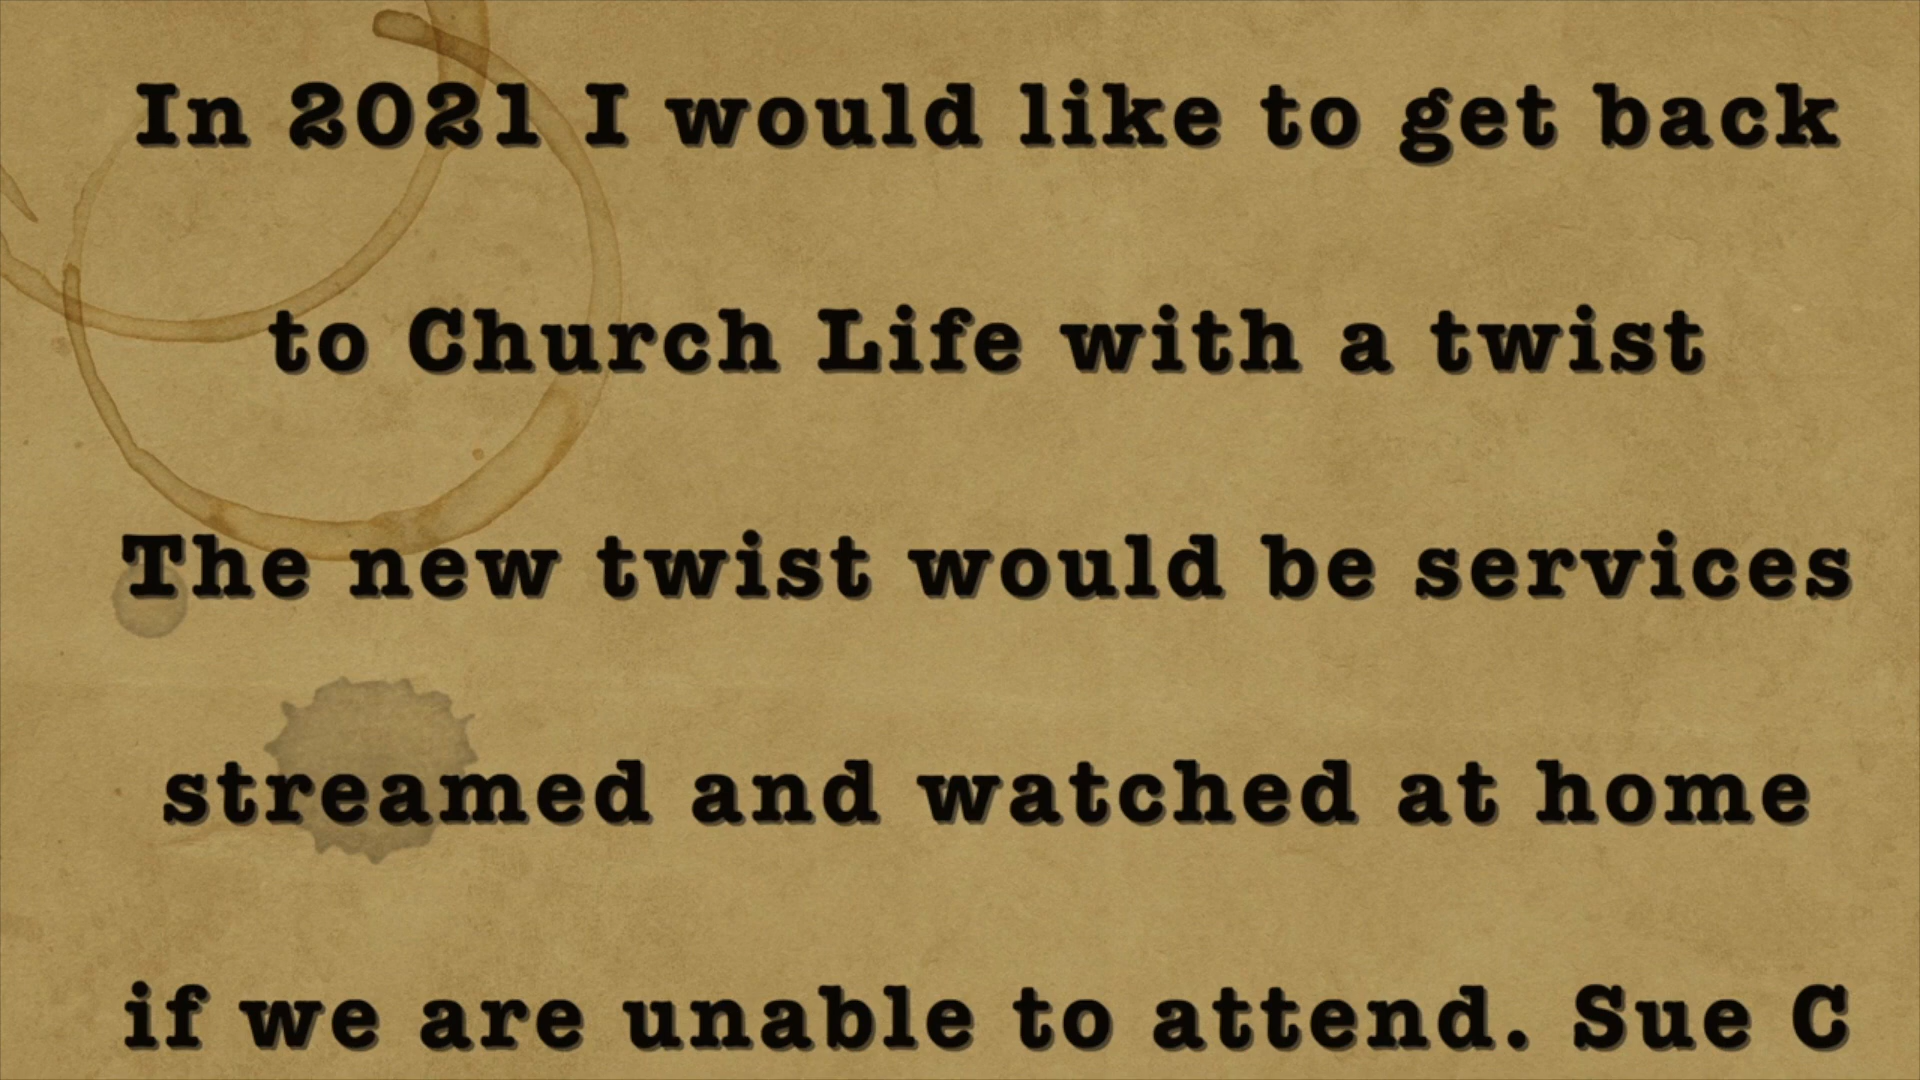 In 2021 I would like to get back
to Church Life with a twist
The new twist would be services
streamed and watched at home
if we are unable to attend. Sue C